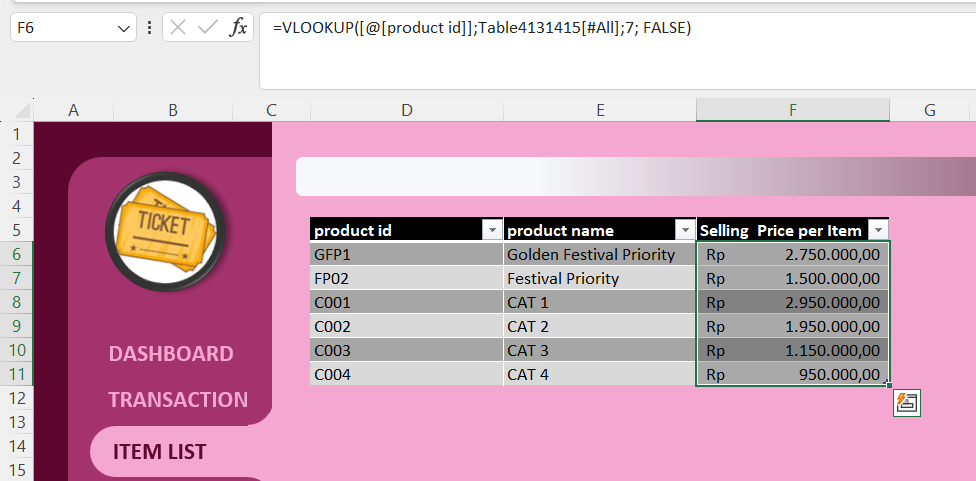 F6 fx =VLOOKUP([@[product id]];Table4131415[#All];7; FALSE)
A B C D E F G
1
2
3
4
TICKET
5 product id product name Selling  Price per Item
6 GFP1 Golden Festival Priority Rp 2.750.000,00
7 FP02 Festival Priority Rp 1.500.000,00
8 C001 CAT 1 Rp 2.950.000,00
9 C002 CAT 2 Rp 1.950.000,00
10 C003 CAT 3 Rp 1.150.000,00
11 C004 CAT 4 Rp 950.000,00
DASHBOARD
12 TRANSACTION
13
14 ITEM LIST
15